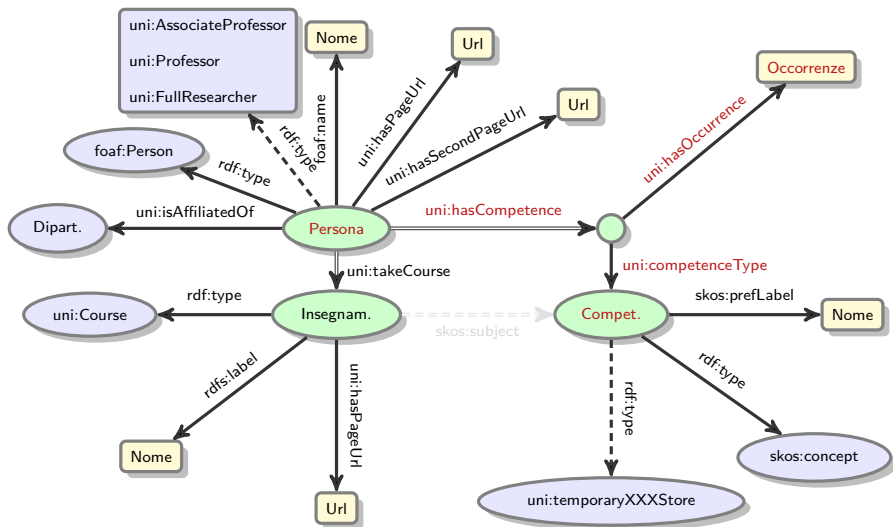 uni:AssociateProfessor
uni:Professor
uni:FullResearcher
Nome
Url
Url
Occorrenze
rdf:type
foaf:name
uni:hasPageUrl
uni:hasSecondPageUrl
uni:hasOccurrence
foaf:Person
rdf:type
Dipart.
uni:isAffiliatedOf
Persona
uni:hasCompetence
uni:takeCourse
uni:competenceType
uni:Course
rdf:type
Insegnam.
skos:subject
Compet.
skos:prefLabel
Nome
rdfs:label
uni:hasPageUrl
rdf:type
rdf:type
Nome
skos:concept
Url
uni:temporaryXXXStore